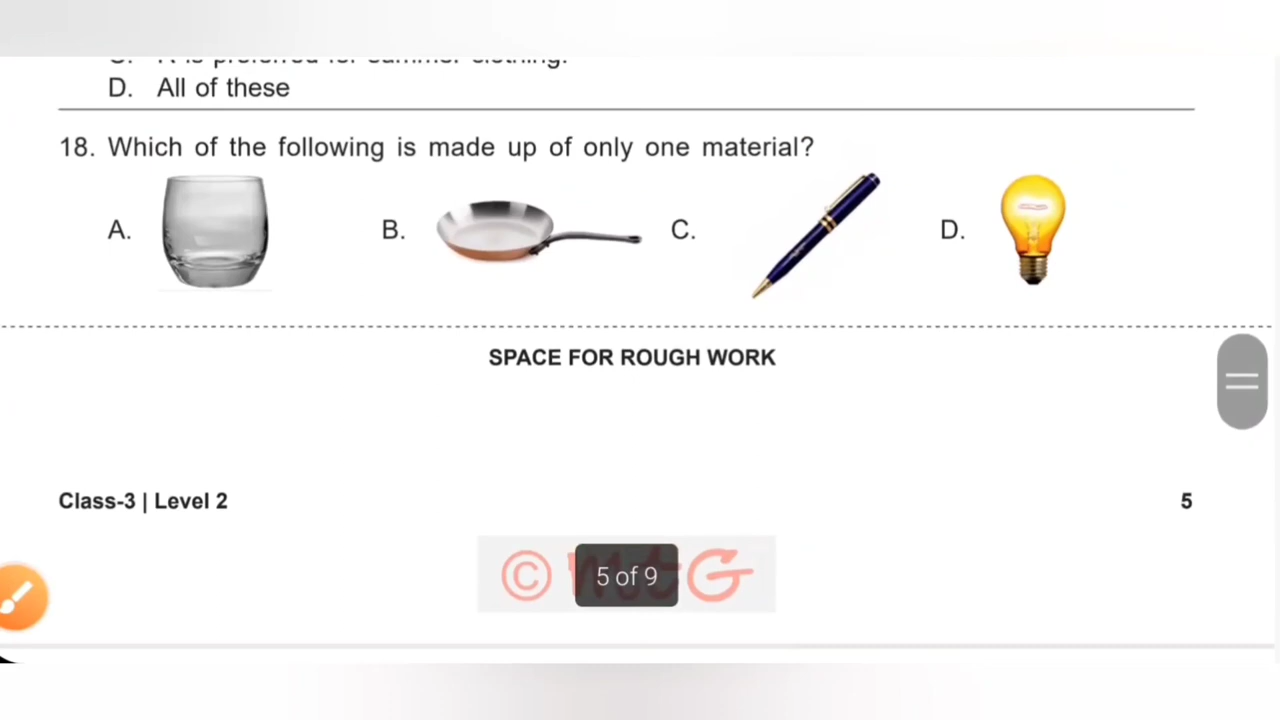 D. All of these
18. Which of the following is made up of only one material?
A. B. C. D.
SPACE FOR ROUGH WORK
Class-3 | Level 2 5
© mtG
5 of 9